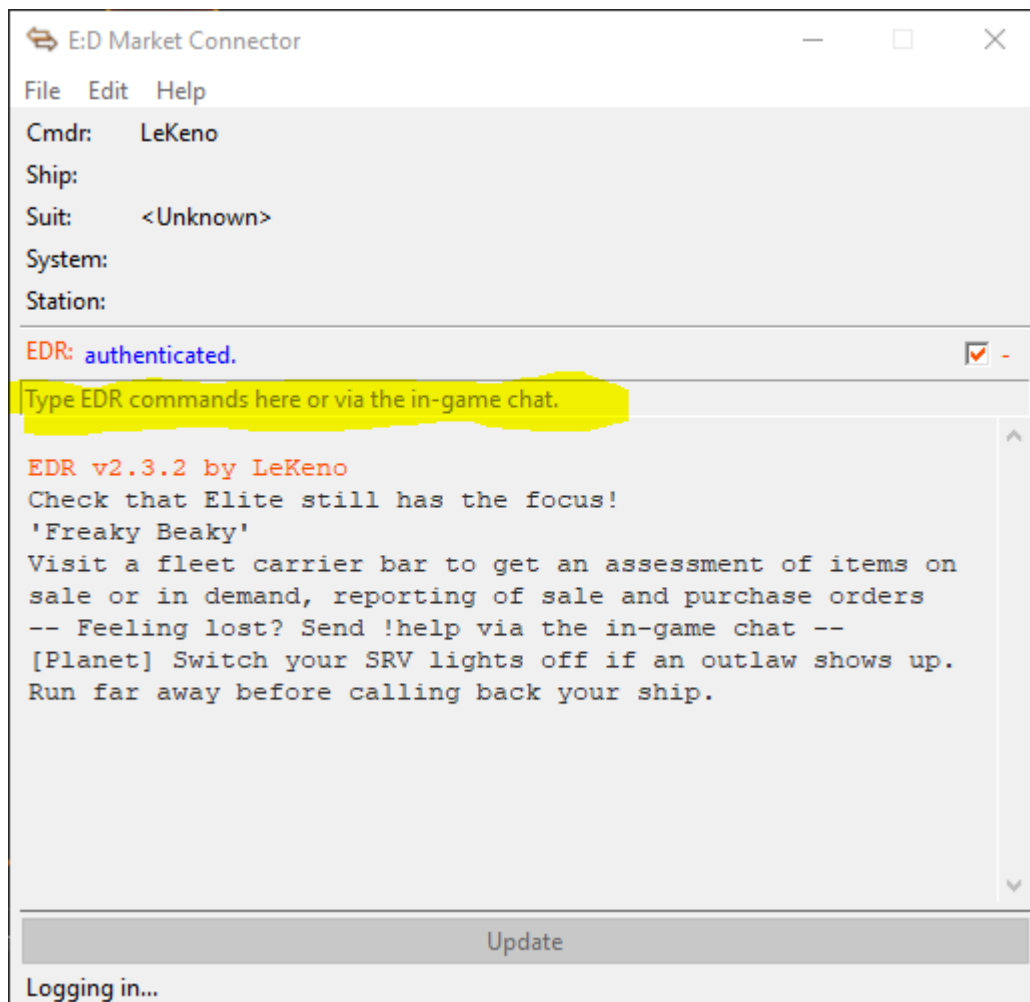 E:D Market Connector
File Edit Help
Cmdr: LeKeno
Ship:
Suit: <Unknown>
System:
Station:
EDR: authenticated. -
Type EDR commands here or via the in-game chat.
EDR v2.3.2 by LeKeno
Check that Elite still has the focus!
'Freaky Beaky'
Visit a fleet carrier bar to get an assessment of items on
sale or in demand, reporting of sale and purchase orders
-- Feeling lost? Send !help via the in-game chat --
[Planet] Switch your SRV lights off if an outlaw shows up.
Run far away before calling back your ship.
Update
Logging in...